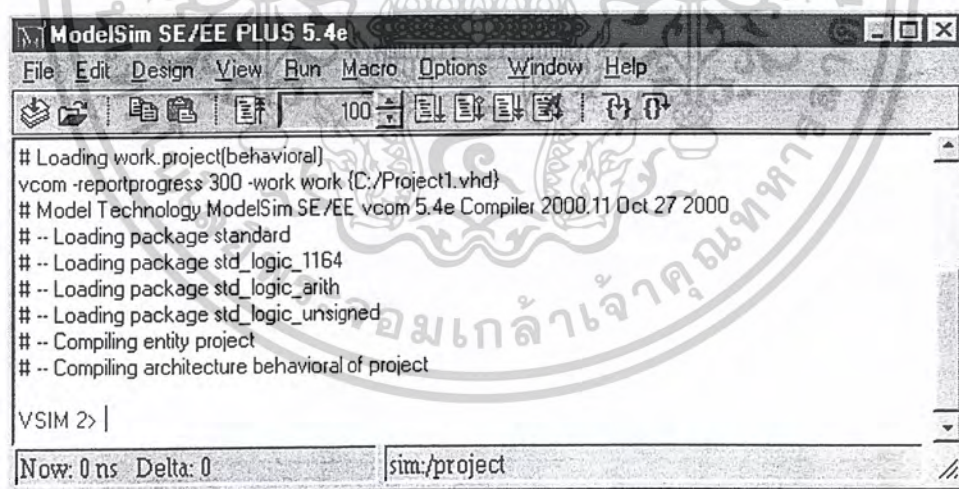 ModelSim SE/EE PLUS 5.4e
File Edit Design View Run Macro Options Window Help
100
# Loading work.project(behavioral)
vcom -reportprogress 300 -work work {C:/Project1.vhd}
# Model Technology ModelSim SE/EE vcom 5.4e Compiler 2000.11 Oct 27 2000
# -- Loading package standard
# -- Loading package std_logic_1164
# -- Loading package std_logic_arith
# -- Loading package std_logic_unsigned
# -- Compiling entity project
# -- Compiling architecture behavioral of project
VSIM 2>
Now: 0 ns Delta: 0 sim:/project